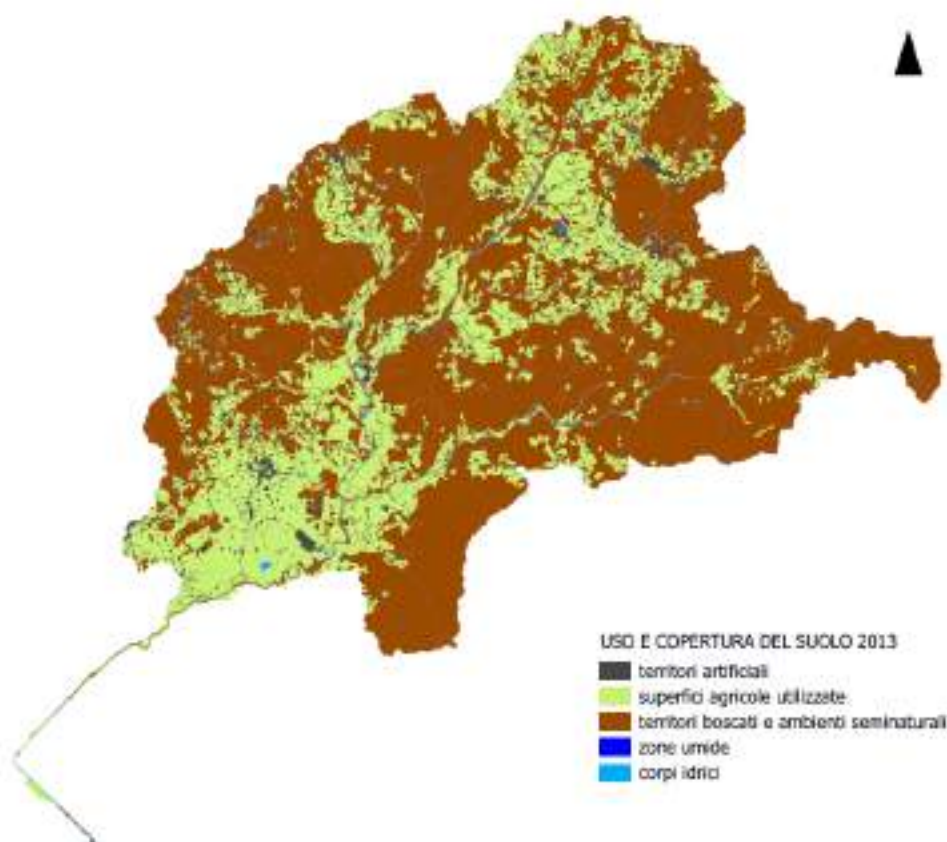 USO E COPERTURA DEL SUOLO 2013
territori artificiali
superfici agricole utilizzate
territori boscati e ambienti seminaturali
zone umide
corpi idrici